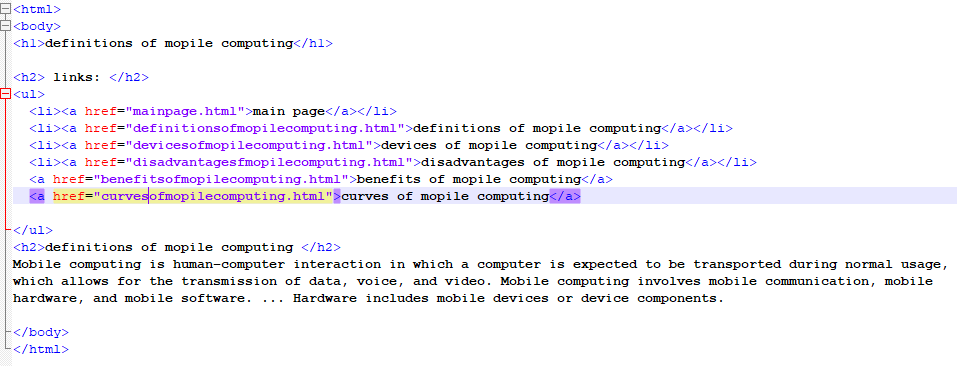 <html>
<body>
<h1>definitions of mopile computing</h1>
<h2> links: </h2>
<ul>
<li><a href="mainpage.html">main page</a></li>
<li><a href="definitionsofmopilecomputing.html">definitions of mopile computing</a></li>
<li><a href="devicesofmopilecomputing.html">devices of mopile computing</a></li>
<li><a href="disadvantagesfmopilecomputing.html">disadvantages of mopile computing</a></li>
<a href="benefitsofmopilecomputing.html">benefits of mopile computing</a>
<a href="curvesofmopilecomputing.html">curves of mopile computing</a>
</ul>
<h2>definitions of mopile computing </h2>
Mobile computing is human-computer interaction in which a computer is expected to be transported during normal usage,
which allows for the transmission of data, voice, and video. Mobile computing involves mobile communication, mobile
hardware, and mobile software. ... Hardware includes mobile devices or device components.
</body>
</html>